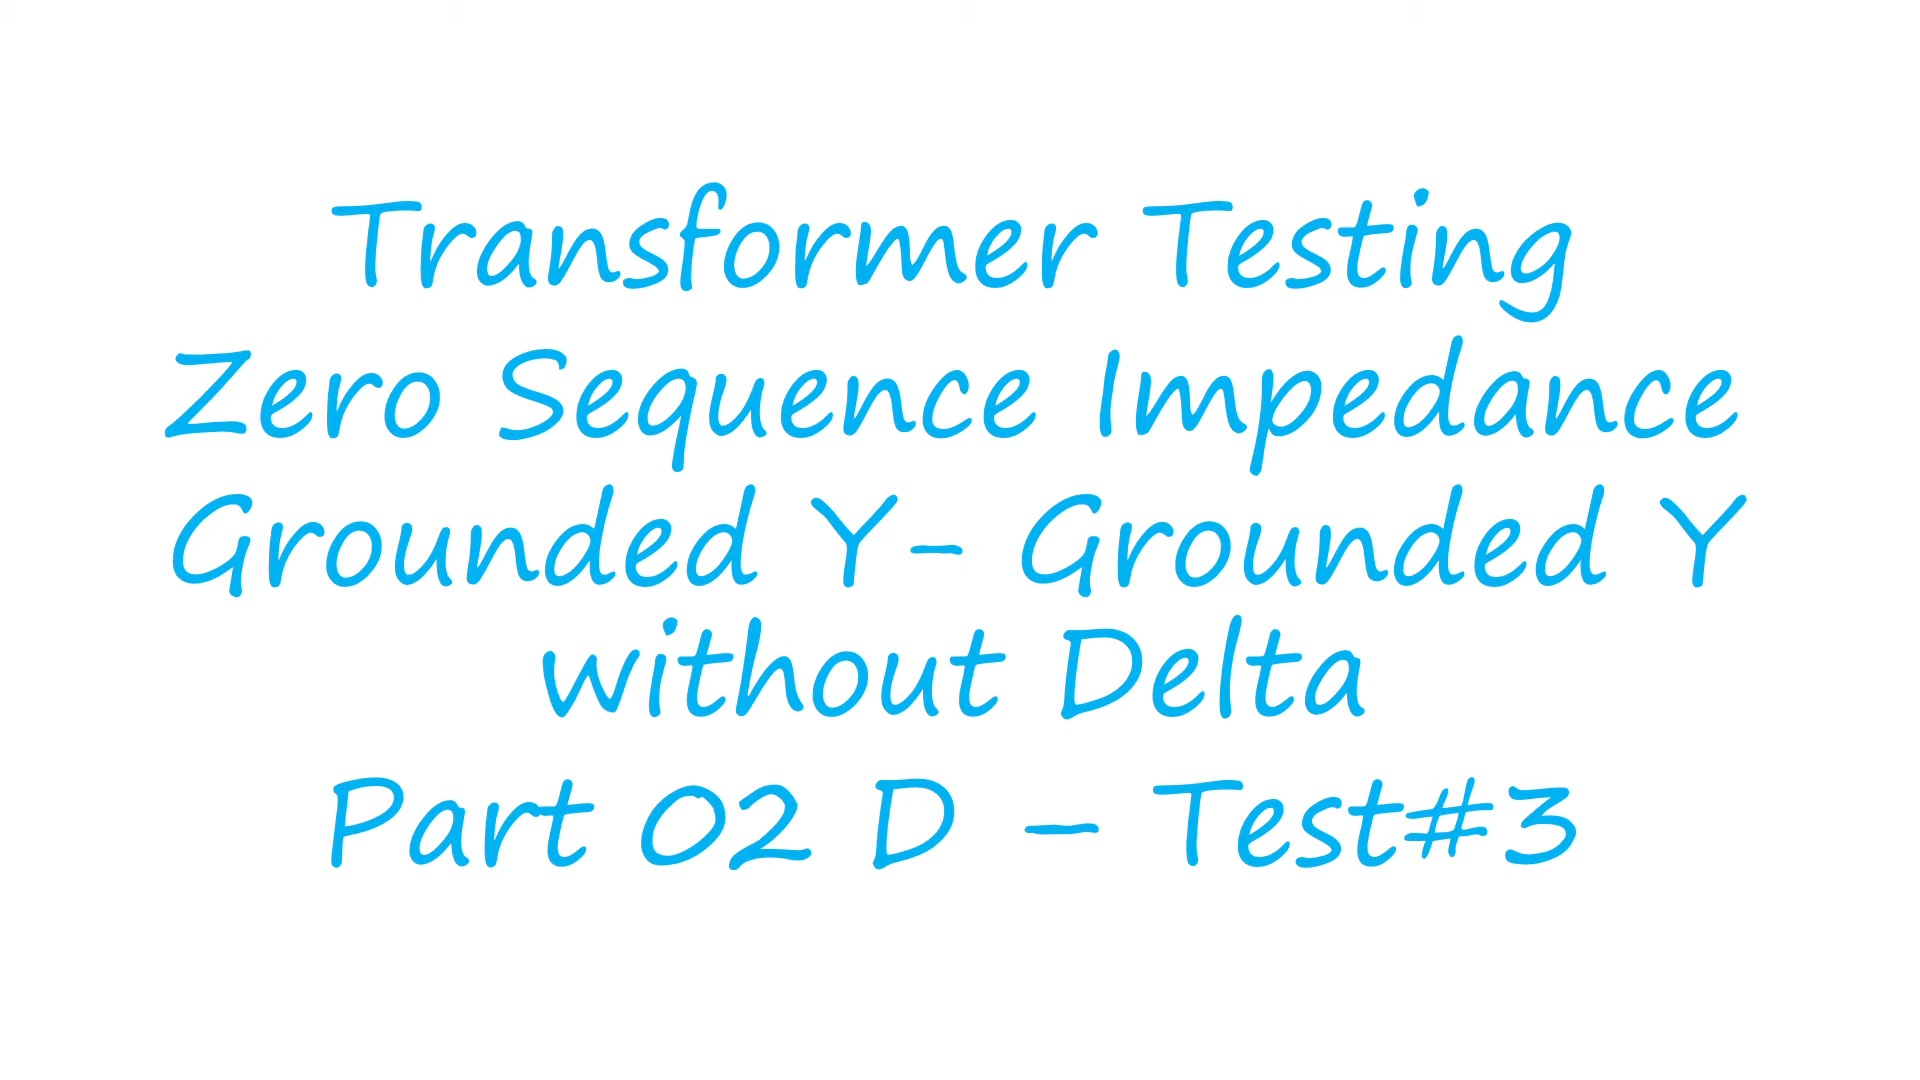 Transformer Testing
Zero Sequence Impedance
Grounded Y- Grounded Y
without Delta
Part 02 D – Test#3